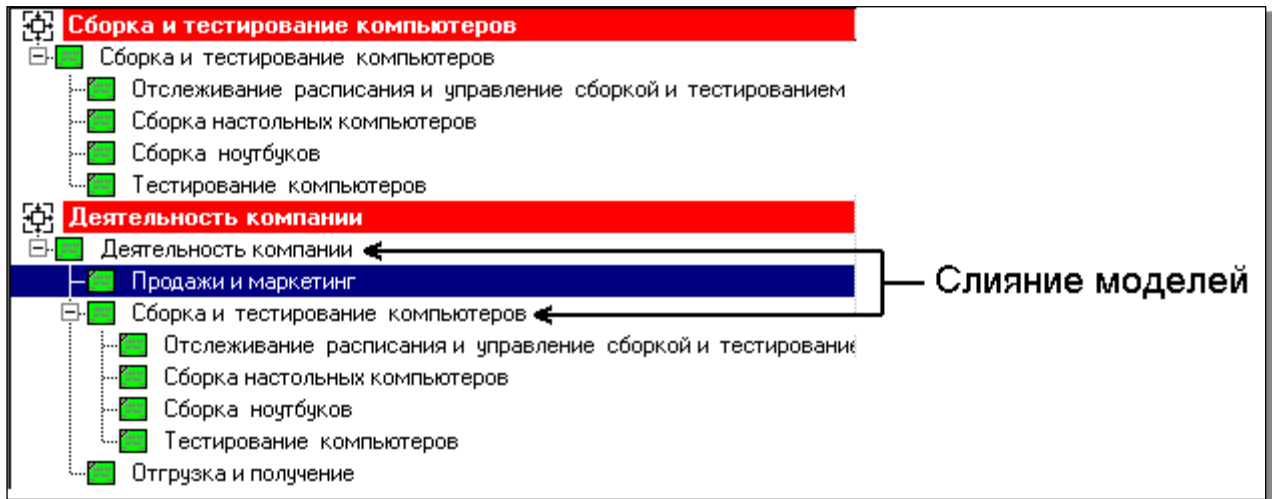 Сборка и тестирование компьютеров
Сборка и тестирование компьютеров
Отслеживание расписания и управление сборкой и тестированием
Сборка настольных компьютеров
Сборка ноутбуков
Тестирование компьютеров
Деятельность компании
Деятельность компании
Продажи и маркетинг
Слияние моделей
Сборка и тестирование компьютеров
Отслеживание расписания и управление сборкой и тестирование
Сборка настольных компьютеров
Сборка ноутбуков
Тестирование компьютеров
Отгрузка и получение